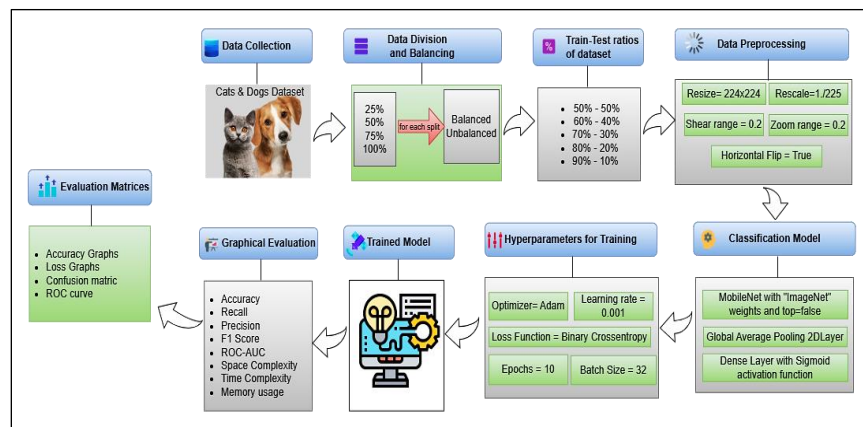 Data Collection
Cats & Dogs Dataset
Data Division
and Balancing
25%
50%
75%
100%
for each split
Balanced
Unbalanced
Train-Test ratios
of dataset
• 50% - 50%
• 60% - 40%
• 70% - 30%
• 80% - 20%
• 90% - 10%
Data Preprocessing
Resize= 224x224
Rescale=1./225
Shear range = 0.2
Zoom range = 0.2
Horizontal Flip = True
Classification Model
MobileNet with "ImageNet"
weights and top=false
Global Average Pooling 2DLayer
Dense Layer with Sigmoid
activation function
Hyperparameters for Training
Optimizer= Adam
Learning rate =
0.001
Loss Function = Binary Crossentropy
Epochs = 10
Batch Size = 32
Trained Model
Graphical Evaluation
• Accuracy
• Recall
• Precision
• F1 Score
• ROC-AUC
• Space Complexity
• Time Complexity
• Memory usage
Evaluation Matrices
• Accuracy Graphs
• Loss Graphs
• Confusion matric
• ROC curve